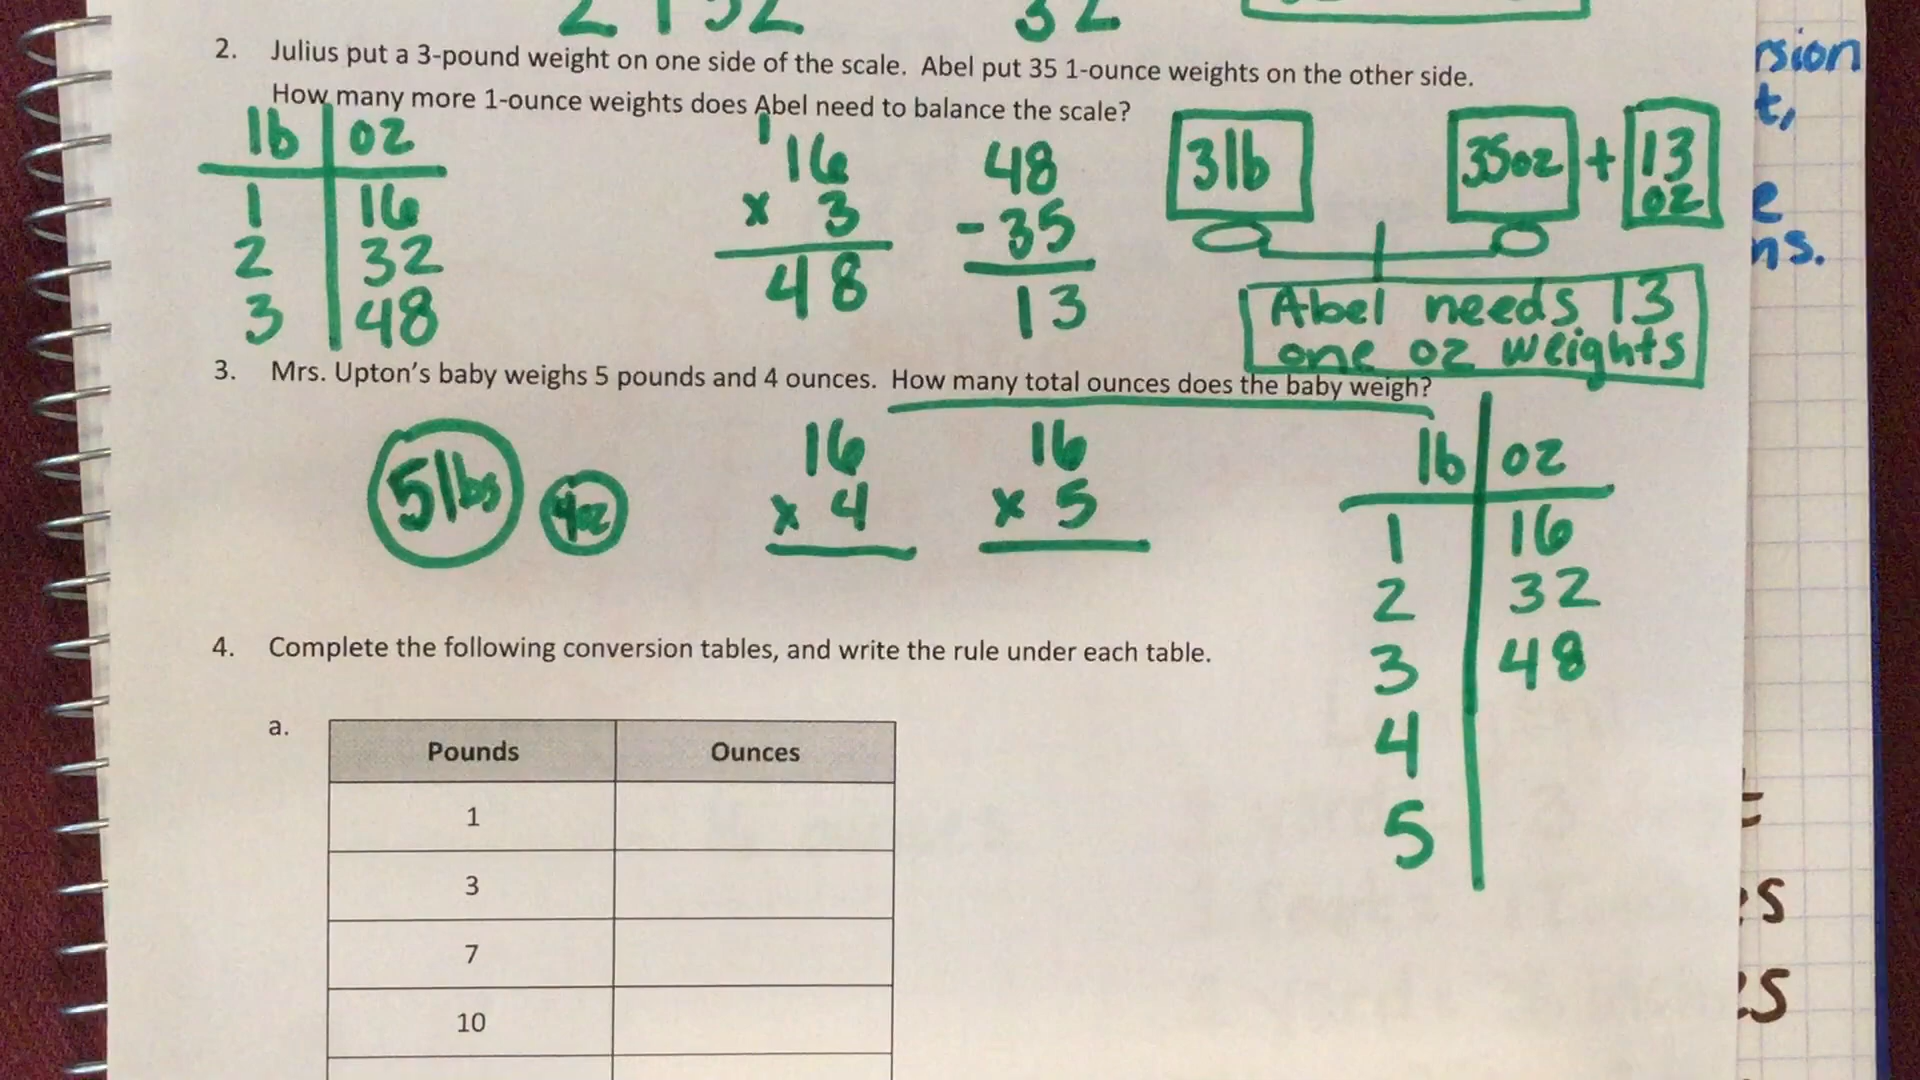 2. Julius put a 3-pound weight on one side of the scale. Abel put 35 1-ounce weights on the other side.
How many more 1-ounce weights does Abel need to balance the scale?
lb oz
1 16
2 32
3 48
1
16
x 3
48
48
-35
13
3lb
35oz + 13 oz
Abel needs 13
one oz weights
3. Mrs. Upton's baby weighs 5 pounds and 4 ounces. How many total ounces does the baby weigh?
5lbs 4oz
16
x 4
16
x 5
lb oz
1 16
2 32
3 48
4
5
4. Complete the following conversion tables, and write the rule under each table.
a.
Pounds Ounces
1
3
7
10
rsion
t,
e
ns.
s
s